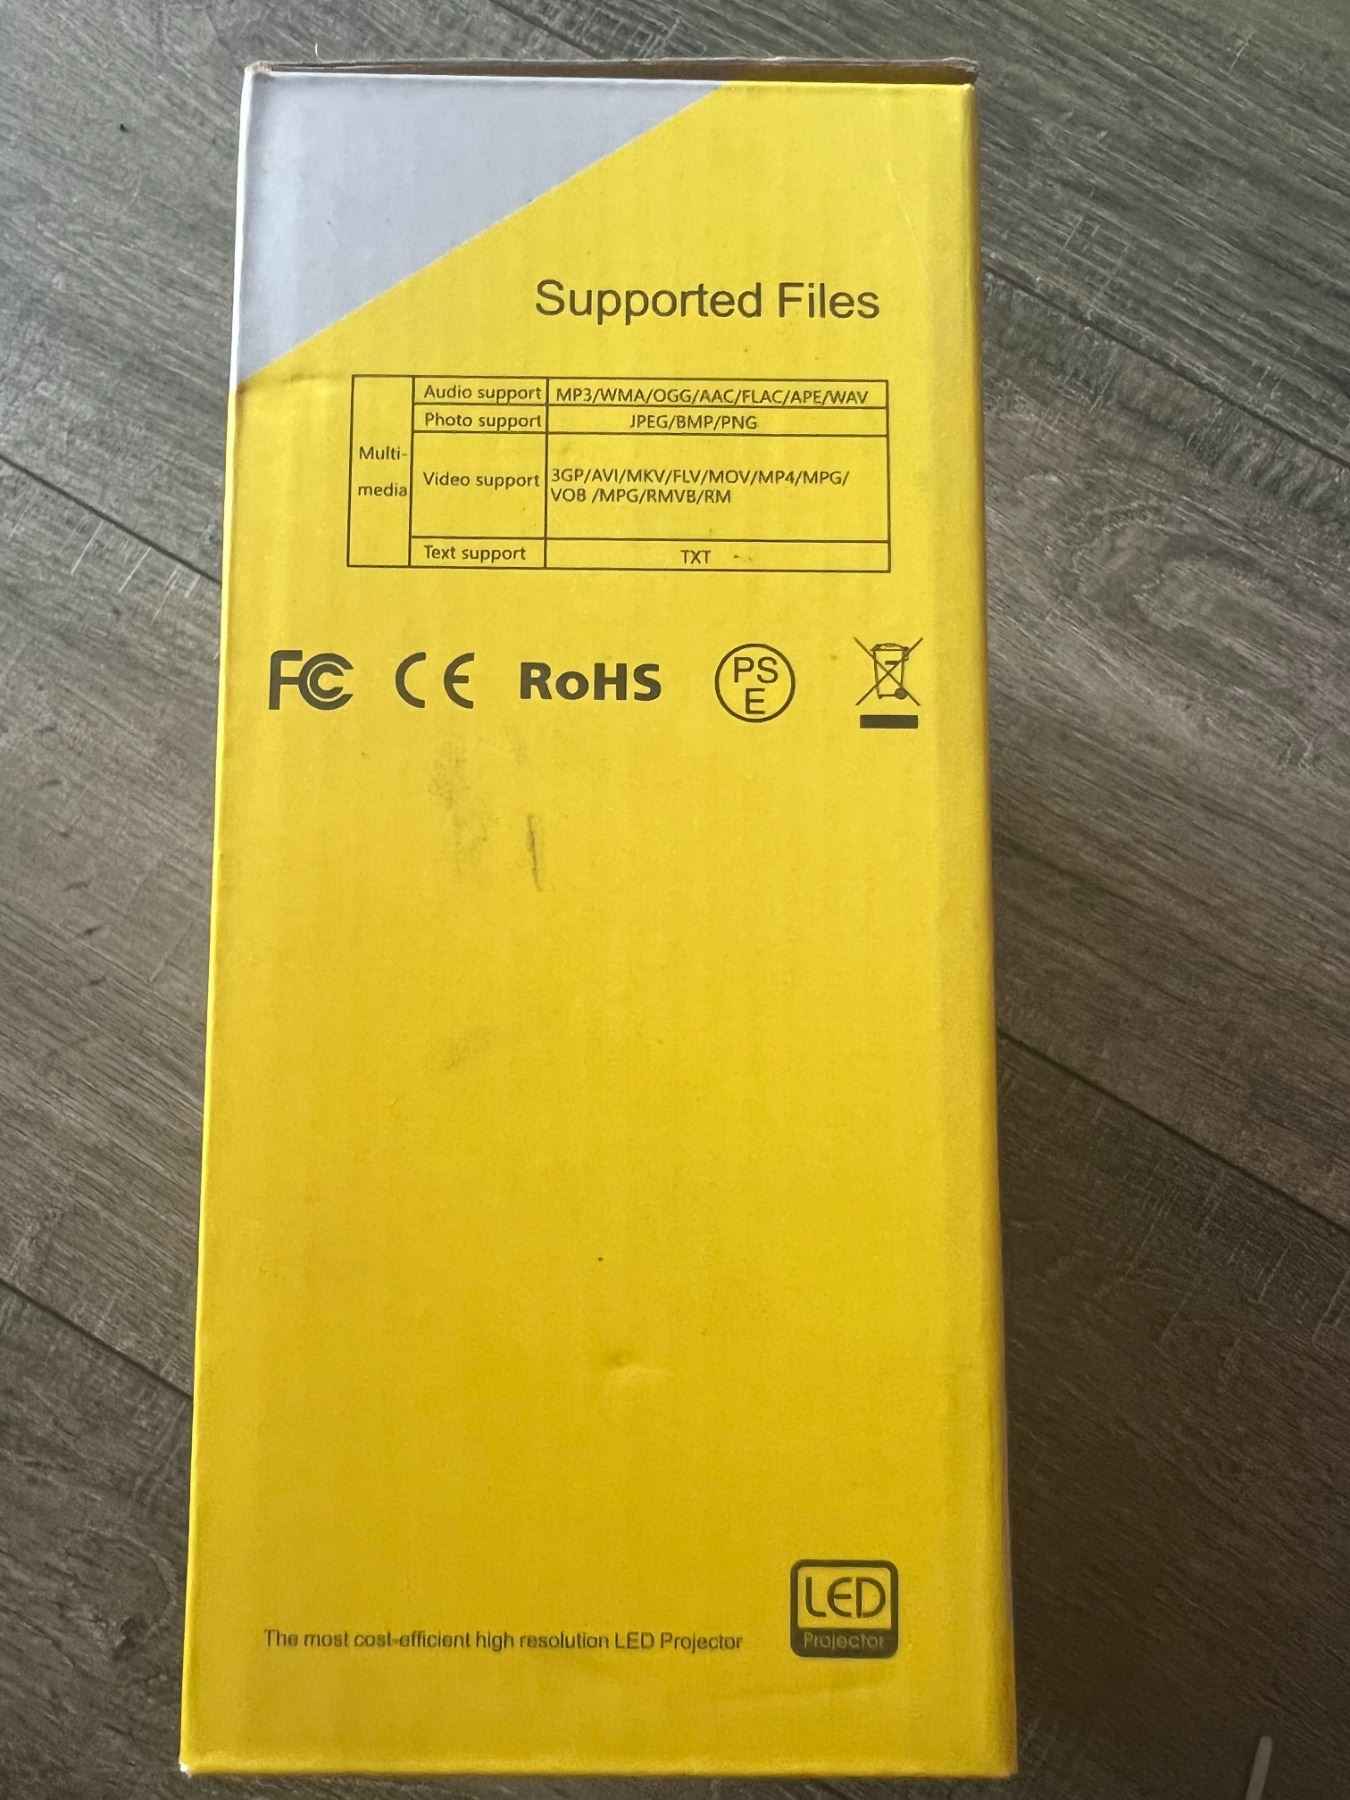 Supported Files
Multi-
media
Audio support MP3/WMA/OGG/AAC/FLAC/APE/WAV
Photo support JPEG/BMP/PNG
Video support 3GP/AVI/MKV/FLV/MOV/MP4/MPG/
VOB /MPG/RMVB/RM
Text support TXT
FC CE RoHS PS
E
LED
Projector
The most cost-efficient high resolution LED Projector